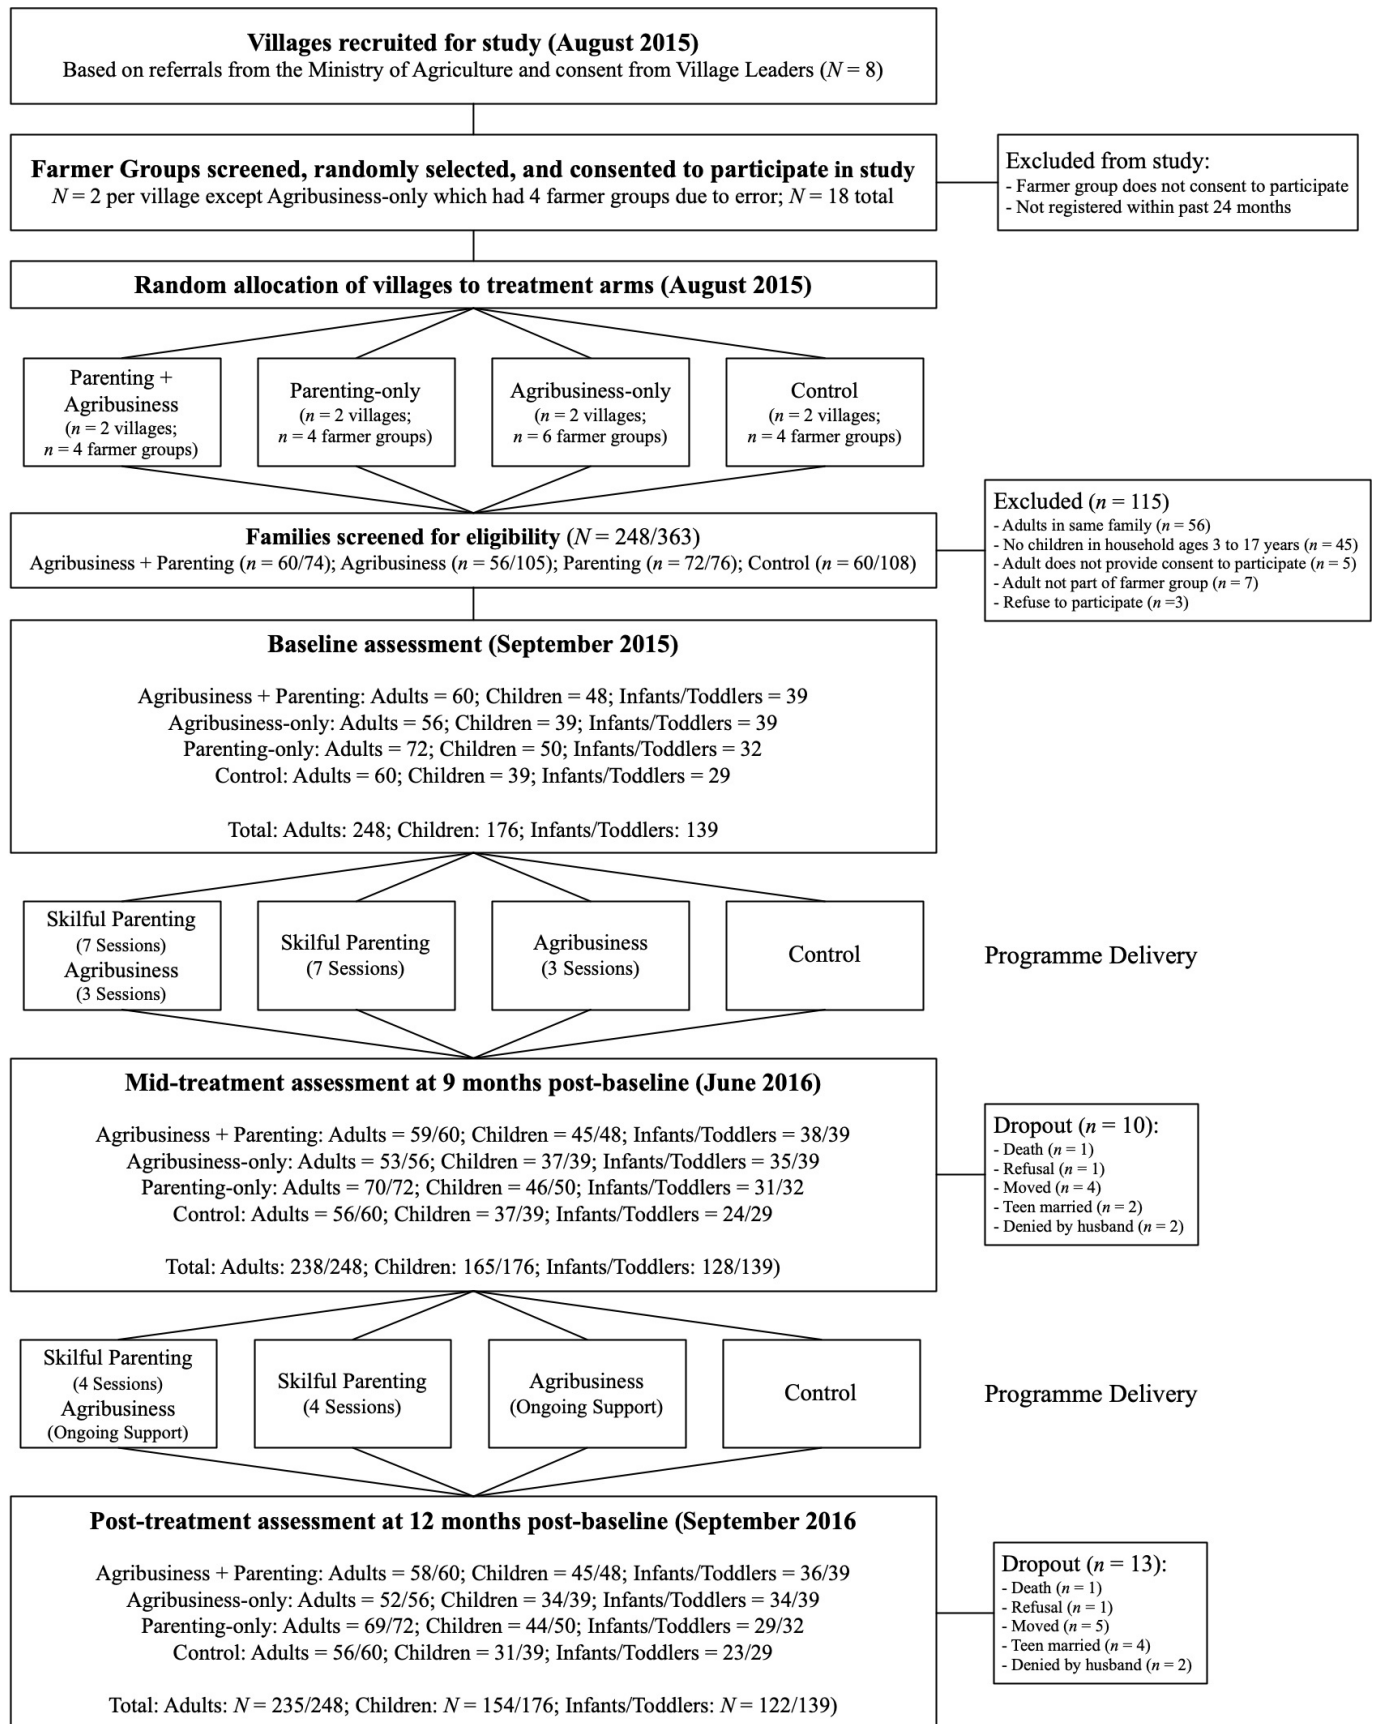 Villages recruited for study (August 2015)
Based on referrals from the Ministry of Agriculture and consent from Village Leaders (N = 8)
Farmer Groups screened, randomly selected, and consented to participate in study
N = 2 per village except Agribusiness-only which had 4 farmer groups due to error; N = 18 total
Excluded from study:
- Farmer group does not consent to participate
- Not registered within past 24 months
Random allocation of villages to treatment arms (August 2015)
Parenting +
Agribusiness
(n = 2 villages;
n = 4 farmer groups)
Parenting-only
(n = 2 villages;
n = 4 farmer groups)
Agribusiness-only
(n = 2 villages;
n = 6 farmer groups)
Control
(n = 2 villages;
n = 4 farmer groups)
Families screened for eligibility (N = 248/363)
Agribusiness + Parenting (n = 60/74); Agribusiness (n = 56/105); Parenting (n = 72/76); Control (n = 60/108)
Excluded (n = 115)
- Adults in same family (n = 56)
- No children in household ages 3 to 17 years (n = 45)
- Adult does not provide consent to participate (n = 5)
- Adult not part of farmer group (n = 7)
- Refuse to participate (n =3)
Baseline assessment (September 2015)
Agribusiness + Parenting: Adults = 60; Children = 48; Infants/Toddlers = 39
Agribusiness-only: Adults = 56; Children = 39; Infants/Toddlers = 39
Parenting-only: Adults = 72; Children = 50; Infants/Toddlers = 32
Control: Adults = 60; Children = 39; Infants/Toddlers = 29
Total: Adults: 248; Children: 176; Infants/Toddlers: 139
Skilful Parenting
(7 Sessions)
Agribusiness
(3 Sessions)
Skilful Parenting
(7 Sessions)
Agribusiness
(3 Sessions)
Control
Programme Delivery
Mid-treatment assessment at 9 months post-baseline (June 2016)
Agribusiness + Parenting: Adults = 59/60; Children = 45/48; Infants/Toddlers = 38/39
Agribusiness-only: Adults = 53/56; Children = 37/39; Infants/Toddlers = 35/39
Parenting-only: Adults = 70/72; Children = 46/50; Infants/Toddlers = 31/32
Control: Adults = 56/60; Children = 37/39; Infants/Toddlers = 24/29
Total: Adults: 238/248; Children: 165/176; Infants/Toddlers: 128/139)
Dropout (n = 10):
- Death (n = 1)
- Refusal (n = 1)
- Moved (n = 4)
- Teen married (n = 2)
- Denied by husband (n = 2)
Skilful Parenting
(4 Sessions)
Agribusiness
(Ongoing Support)
Skilful Parenting
(4 Sessions)
Agribusiness
(Ongoing Support)
Control
Programme Delivery
Post-treatment assessment at 12 months post-baseline (September 2016
Agribusiness + Parenting: Adults = 58/60; Children = 45/48; Infants/Toddlers = 36/39
Agribusiness-only: Adults = 52/56; Children = 34/39; Infants/Toddlers = 34/39
Parenting-only: Adults = 69/72; Children = 44/50; Infants/Toddlers = 29/32
Control: Adults = 56/60; Children = 31/39; Infants/Toddlers = 23/29
Total: Adults: N = 235/248; Children: N = 154/176; Infants/Toddlers: N = 122/139)
Dropout (n = 13):
- Death (n = 1)
- Refusal (n = 1)
- Moved (n = 5)
- Teen married (n = 4)
- Denied by husband (n = 2)